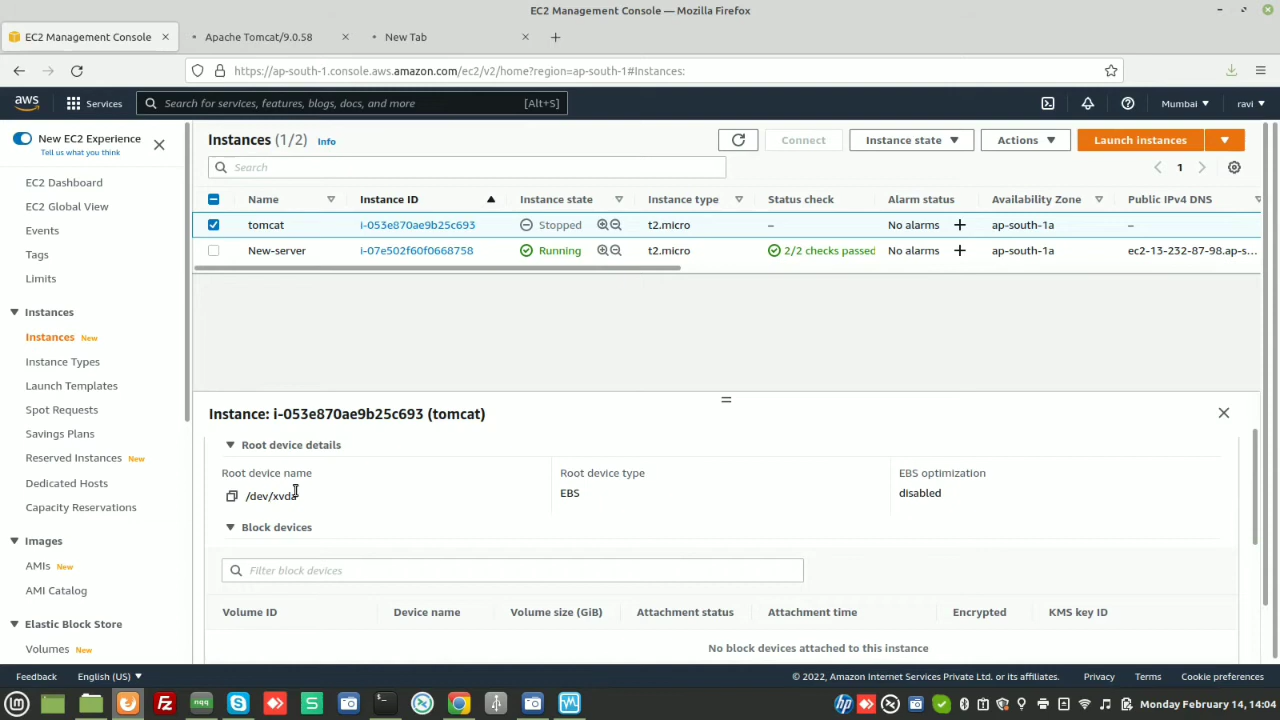 EC2 Management Console — Mozilla Firefox
EC2 Management Console
Apache Tomcat/9.0.58
New Tab
https://ap-south-1.console.aws.amazon.com/ec2/v2/home?region=ap-south-1#Instances:
aws
Services
Search for services, features, blogs, docs, and more
[Alt+S]
Mumbai
ravi
New EC2 Experience
Tell us what you think
EC2 Dashboard
EC2 Global View
Events
Tags
Limits
Instances
Instances New
Instance Types
Launch Templates
Spot Requests
Savings Plans
Reserved Instances New
Dedicated Hosts
Capacity Reservations
Images
AMIs New
AMI Catalog
Elastic Block Store
Volumes New
Instances (1/2) Info
Connect
Instance state
Actions
Launch instances
Search
1
Name Instance ID Instance state Instance type Status check Alarm status Availability Zone Public IPv4 DNS
tomcat i-053e870ae9b25c693 Stopped t2.micro – No alarms + ap-south-1a –
New-server i-07e502f60f0668758 Running t2.micro 2/2 checks passed No alarms + ap-south-1a ec2-13-232-87-98.ap-s...
Instance: i-053e870ae9b25c693 (tomcat)
Root device details
Root device name Root device type EBS optimization
/dev/xvda EBS disabled
Block devices
Filter block devices
Volume ID Device name Volume size (GiB) Attachment status Attachment time Encrypted KMS key ID
No block devices attached to this instance
Feedback English (US) © 2022, Amazon Internet Services Private Ltd. or its affiliates. Privacy Terms Cookie preferences
nqq
Monday February 14, 14:04